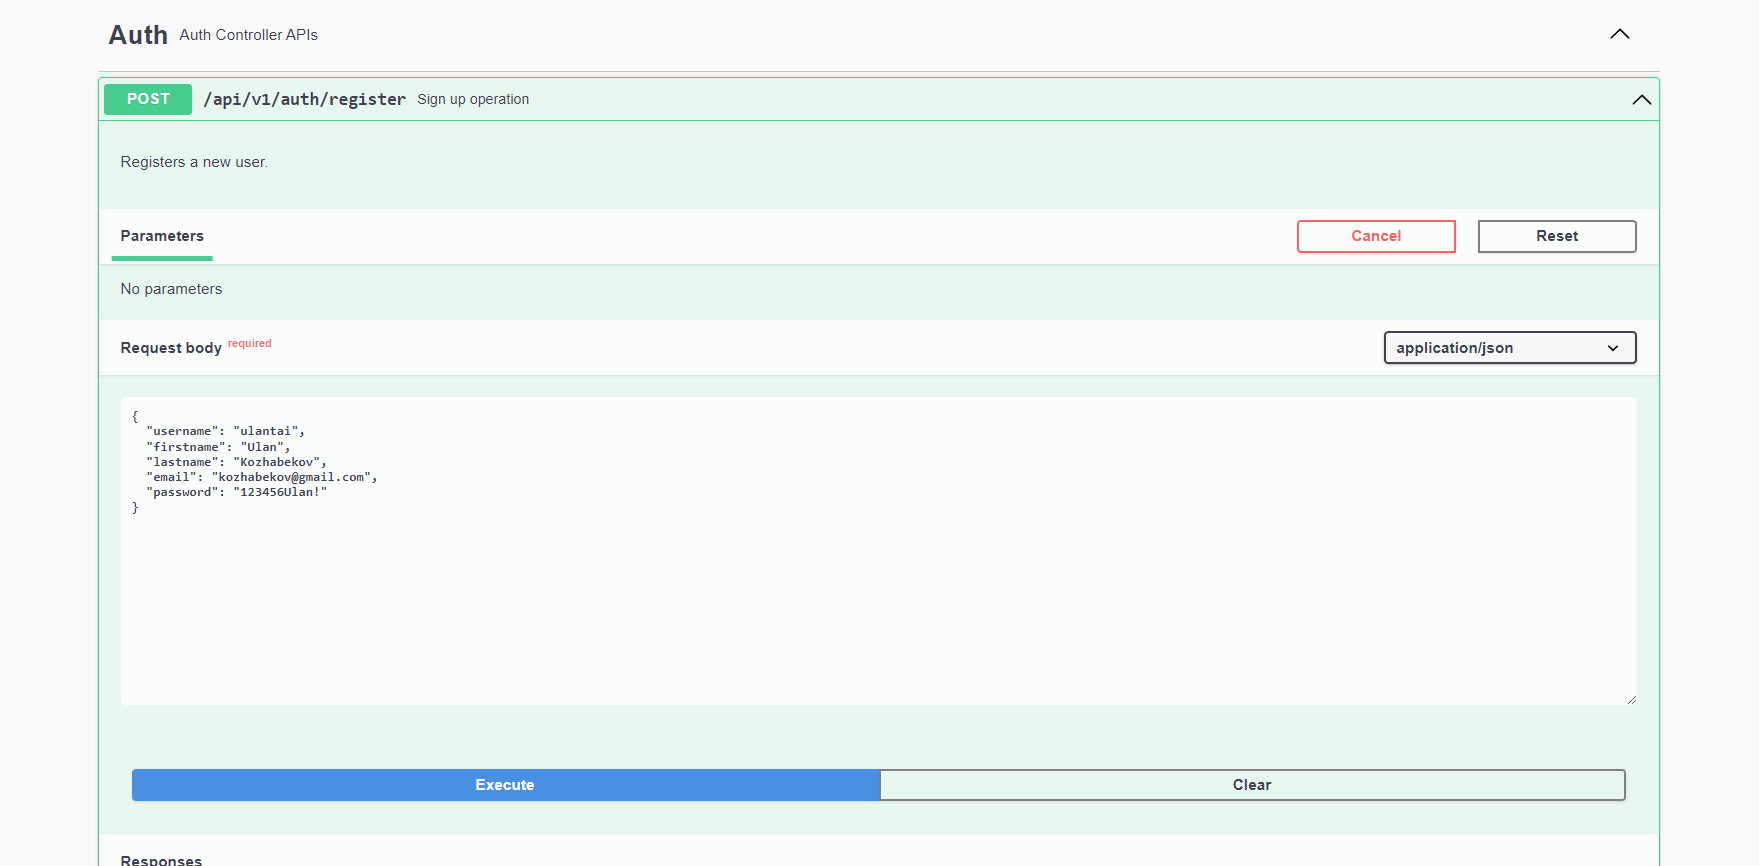 Auth Auth Controller APIs
POST /api/v1/auth/register Sign up operation
Registers a new user.
Parameters Cancel Reset
No parameters
Request body required application/json
{
  "username": "ulantai",
  "firstname": "Ulan",
  "lastname": "Kozhabekov",
  "email": "kozhabekov@gmail.com",
  "password": "123456Ulan!"
}
Execute Clear
Responses